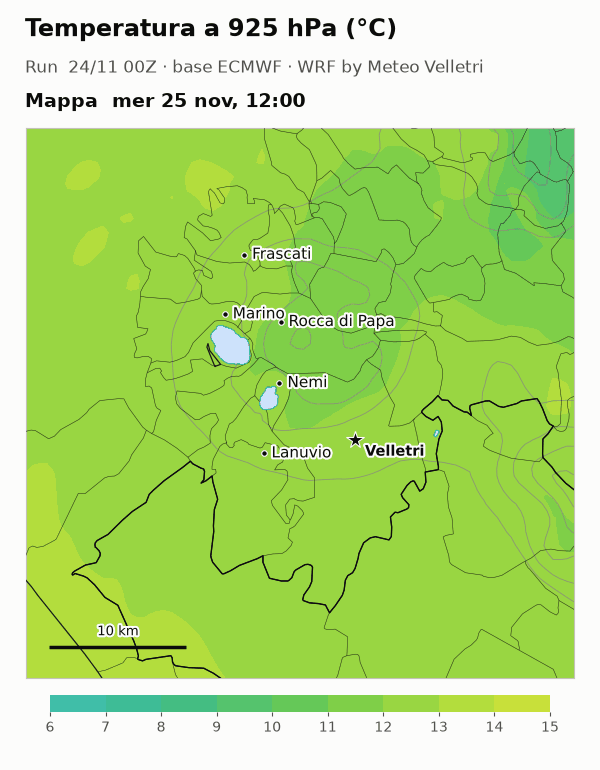 Temperatura a 925 hPa (°C)
Run  24/11 00Z · base ECMWF · WRF by Meteo Velletri
Mappa  mer 25 nov, 12:00
Frascati
Marino
Rocca di Papa
Nemi
Velletri
Lanuvio
10 km
6 7 8 9 10 11 12 13 14 15